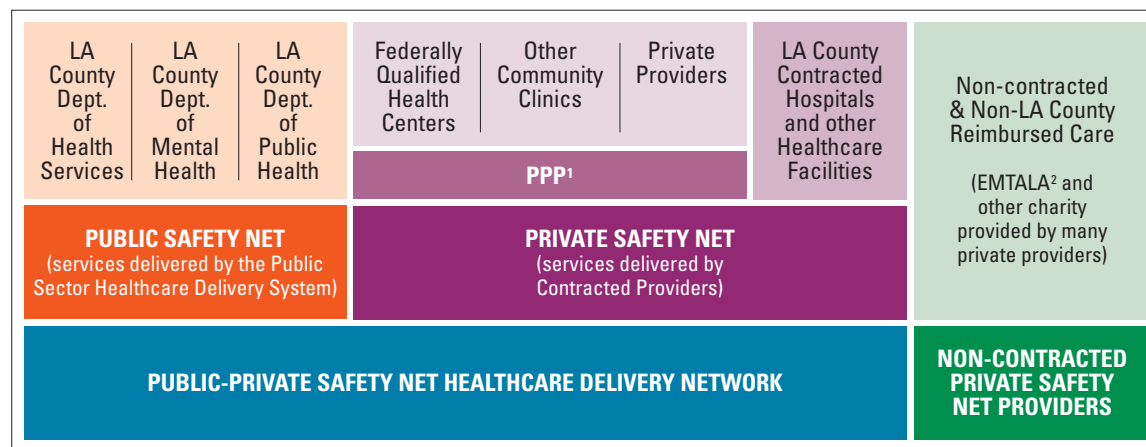 LA
County
Dept.
of
Health
Services
LA
County
Dept.
of
Mental
Health
LA
County
Dept.
of
Public
Health
Federally
Qualified
Health
Centers
Other
Community
Clinics
Private
Providers
LA County
Contracted
Hospitals
and other
Healthcare
Facilities
Non-contracted
& Non-LA County
Reimbursed Care
(EMTALA² and
other charity
provided by many
private providers)
PPP¹
PUBLIC SAFETY NET
(services delivered by the Public
Sector Healthcare Delivery System)
PRIVATE SAFETY NET
(services delivered by
Contracted Providers)
PUBLIC-PRIVATE SAFETY NET HEALTHCARE DELIVERY NETWORK
NON-CONTRACTED
PRIVATE SAFETY
NET PROVIDERS